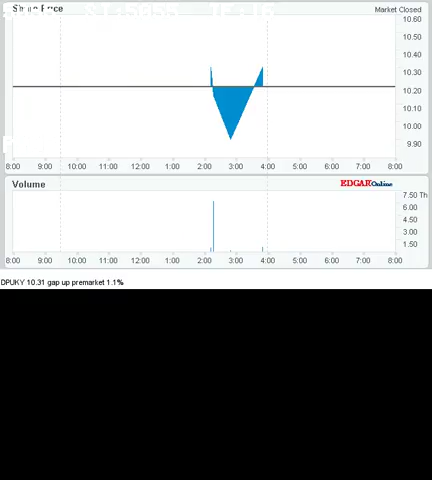 Share Price
Market Closed
10.60
10.50
10.40
10.30
10.20
10.10
10.00
9.90
8:00 9:00 10:00 11:00 12:00 1:00 2:00 3:00 4:00 5:00 6:00 7:00 8:00
Volume
EDGAROnline
7.50 Th
6.00
4.50
3.00
1.50
8:00 9:00 10:00 11:00 12:00 1:00 2:00 3:00 4:00 5:00 6:00 7:00 8:00
DPUKY 10.31 gap up premarket 1.1%